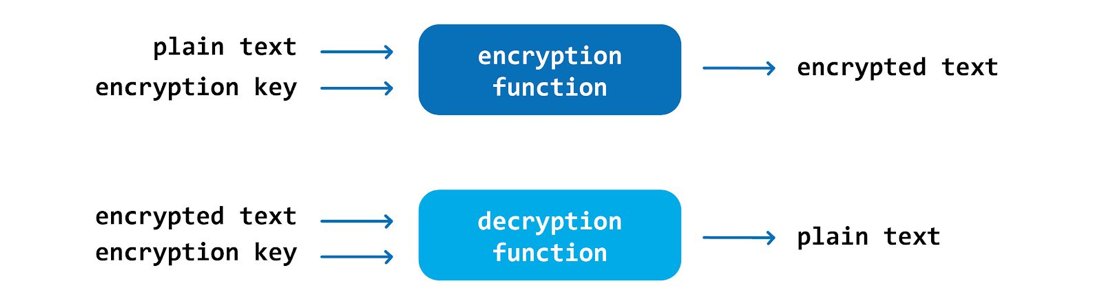 plain text
encryption key
encryption
function
encrypted text
encrypted text
encryption key
decryption
function
plain text